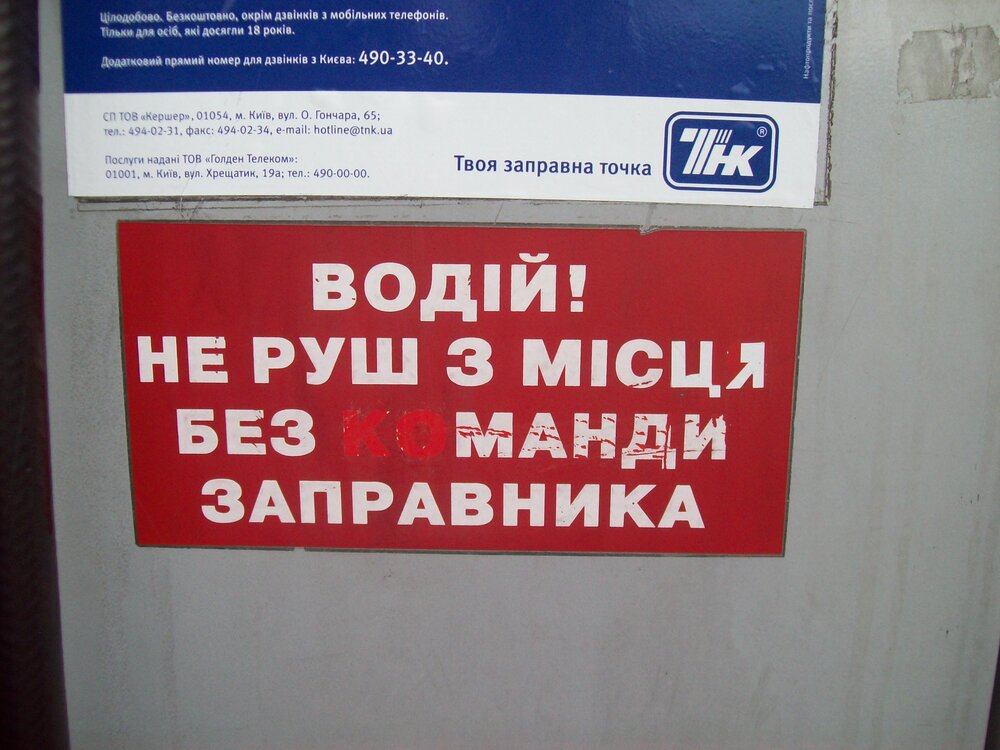 Цілодобово. Безкоштовно, окрім дзвінків з мобільних телефонів.
Тільки для осіб, які досягли 18 років.
Додатковий прямий номер для дзвінків з Києва: 490-33-40.
СП ТОВ «Кершер», 01054, м. Київ, вул. О. Гончара, 65;
тел.: 494-02-31, факс: 494-02-34, e-mail: hotline@tnk.ua
Послуги надані ТОВ «Голден Телеком»:
01001, м. Київ, вул. Хрещатик, 19а; тел.: 490-00-00.
Твоя заправна точка
ТНК®
Нафтопродукти та
ВОДІЙ!
НЕ РУШ З МІСЦЯ
БЕЗ КОМАНДИ
ЗАПРАВНИКА